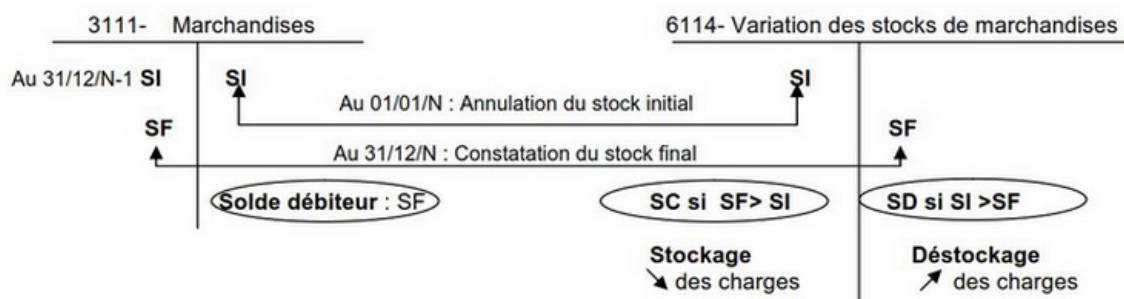 3111- Marchandises
6114- Variation des stocks de marchandises
Au 31/12/N-1 SI
SI
SI
Au 01/01/N : Annulation du stock initial
SF
SF
Au 31/12/N : Constatation du stock final
Solde débiteur : SF
SC si SF> SI
SD si SI >SF
Stockage
des charges
Déstockage
des charges